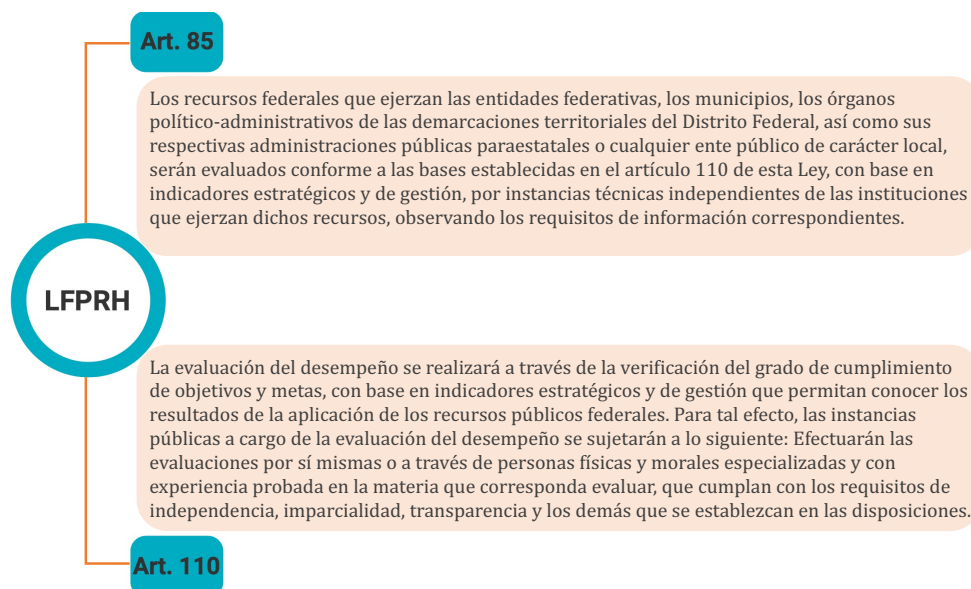 Art. 85
Los recursos federales que ejerzan las entidades federativas, los municipios, los órganos
político-administrativos de las demarcaciones territoriales del Distrito Federal, así como sus
respectivas administraciones públicas paraestatales o cualquier ente público de carácter local,
serán evaluados conforme a las bases establecidas en el artículo 110 de esta Ley, con base en
indicadores estratégicos y de gestión, por instancias técnicas independientes de las instituciones
que ejerzan dichos recursos, observando los requisitos de información correspondientes.
LFPRH
La evaluación del desempeño se realizará a través de la verificación del grado de cumplimiento
de objetivos y metas, con base en indicadores estratégicos y de gestión que permitan conocer los
resultados de la aplicación de los recursos públicos federales. Para tal efecto, las instancias
públicas a cargo de la evaluación del desempeño se sujetarán a lo siguiente: Efectuarán las
evaluaciones por sí mismas o a través de personas físicas y morales especializadas y con
experiencia probada en la materia que corresponda evaluar, que cumplan con los requisitos de
independencia, imparcialidad, transparencia y los demás que se establezcan en las disposiciones.
Art. 110